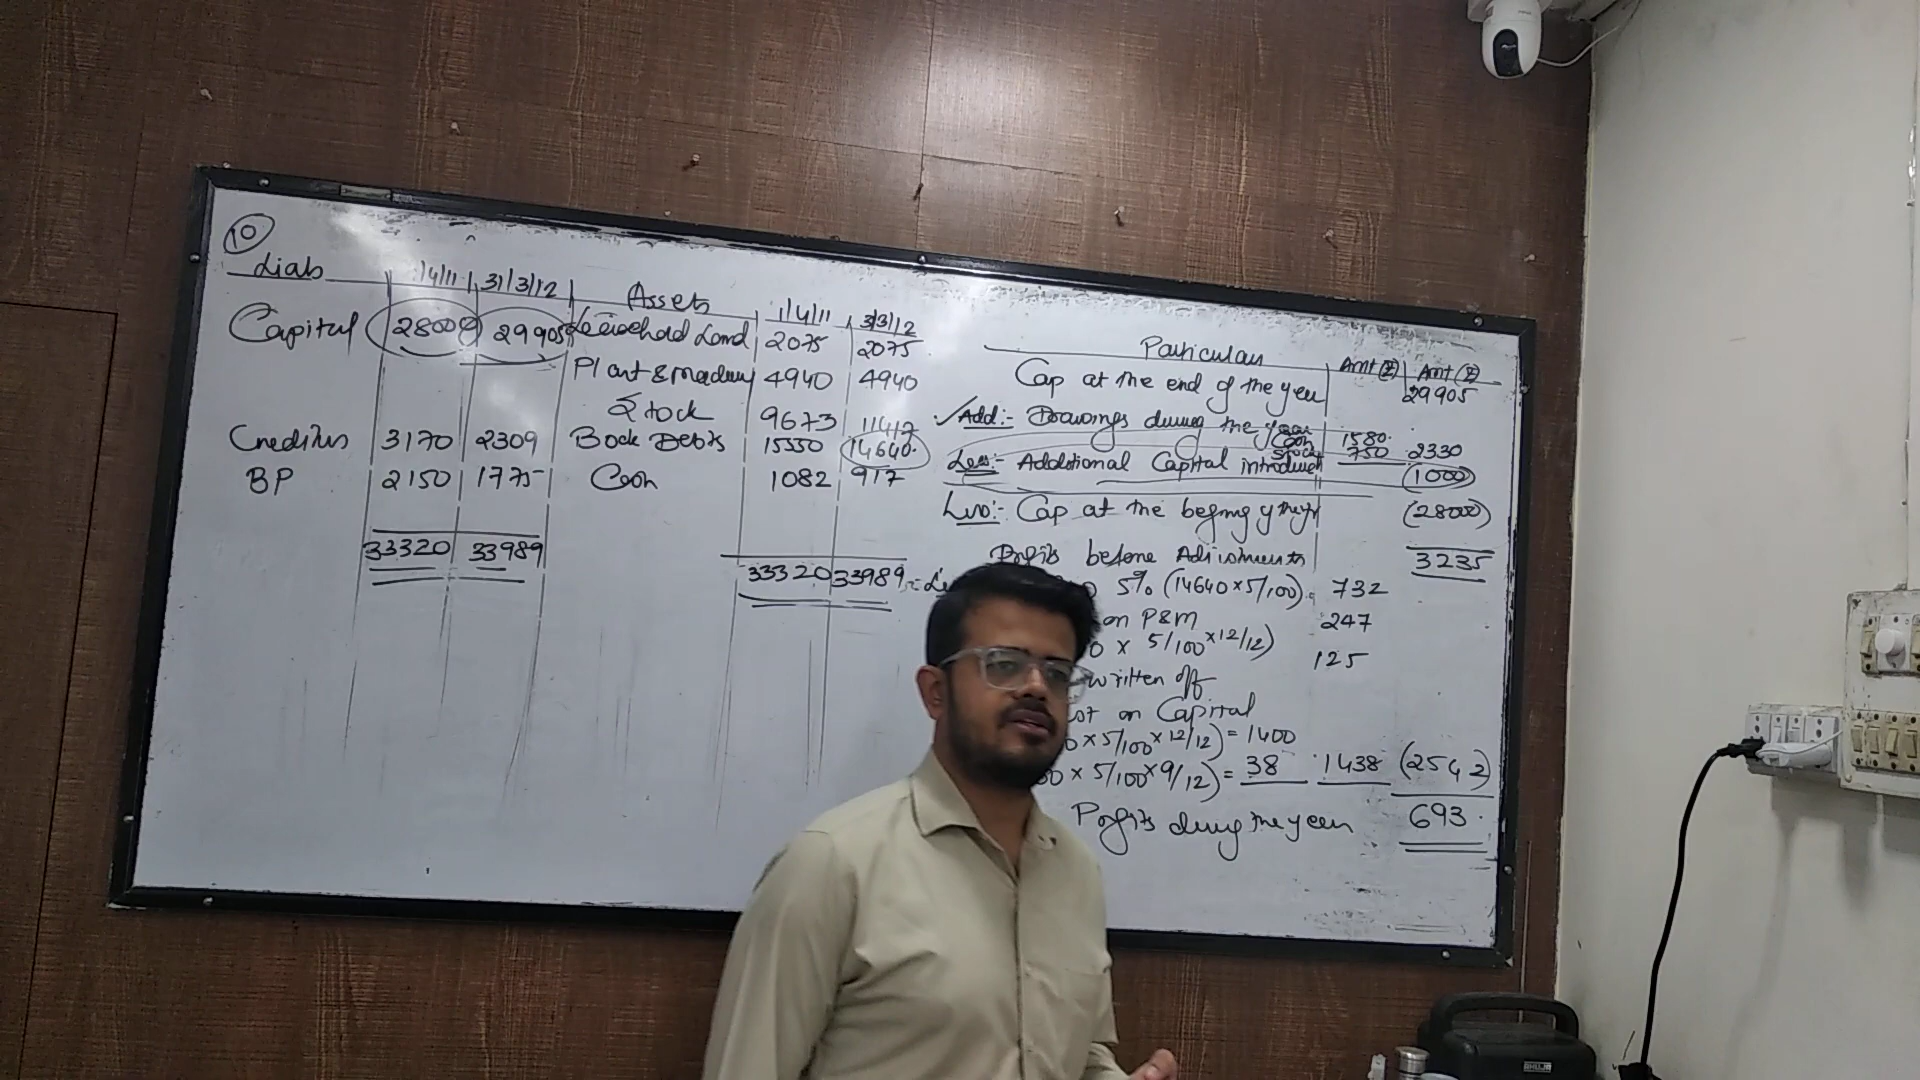 10
Liab 1/4/11 31/3/12 Assets 1/4/11 31/3/12
Capital 28000 29905 Leasehold Land 2075 2075
Plant & Machinery 4940 4940
Stock 9673 11417
Creditors 3170 2309 Book Debts 15550 14640
BP 2150 1775 Cash 1082 917
33320 33989 33320 33989
Particulars Amt (₹) Amt (₹)
Cap at the end of the year 29905
Add:- Drawings during the year
Cash 1580
Stock 750 2330
Less:- Additional Capital introduced (1000)
Less:- Cap at the beging of the yr (28000)
Profits before Adjustments 3235
5% (14640 × 5/100) 732
on P&M 247
0 × 5/100 × 12/12)
125
written off
on Capital
0 × 5/100 × 12/12) = 1400
× 5/100 × 9/12) = 38 1438 (2542)
Profits during the year 693